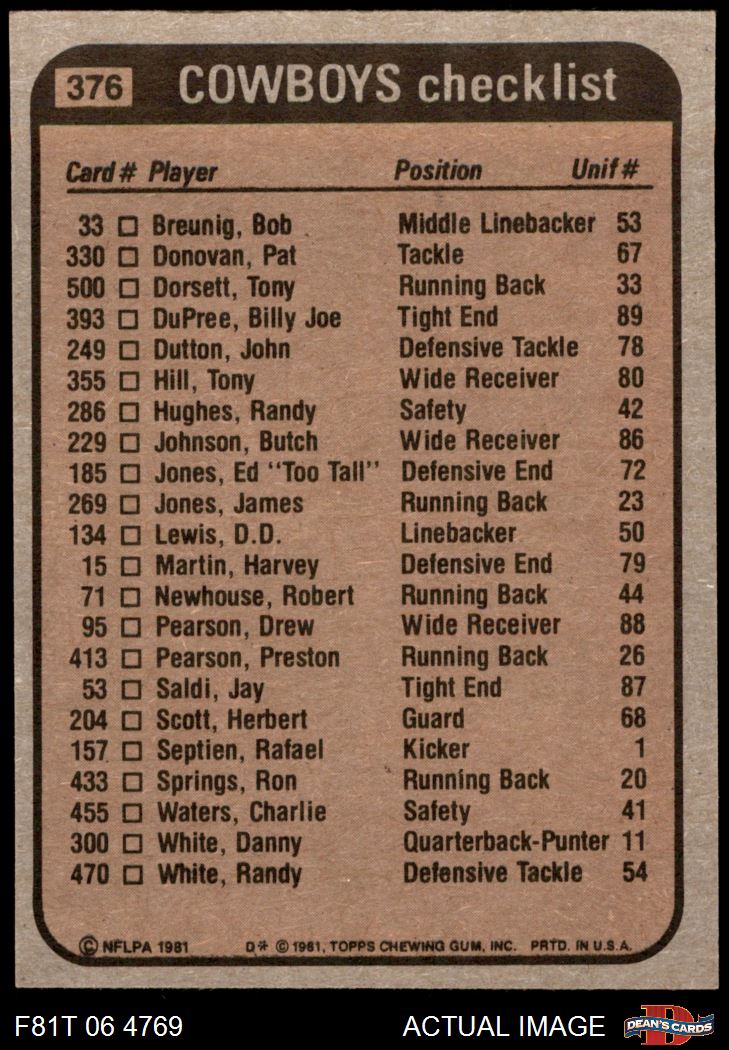 376 COWBOYS checklist
Card # Player Position Unif #
33 Breunig, Bob Middle Linebacker 53
330 Donovan, Pat Tackle 67
500 Dorsett, Tony Running Back 33
393 DuPree, Billy Joe Tight End 89
249 Dutton, John Defensive Tackle 78
355 Hill, Tony Wide Receiver 80
286 Hughes, Randy Safety 42
229 Johnson, Butch Wide Receiver 86
185 Jones, Ed "Too Tall" Defensive End 72
269 Jones, James Running Back 23
134 Lewis, D.D. Linebacker 50
15 Martin, Harvey Defensive End 79
71 Newhouse, Robert Running Back 44
95 Pearson, Drew Wide Receiver 88
413 Pearson, Preston Running Back 26
53 Saldi, Jay Tight End 87
204 Scott, Herbert Guard 68
157 Septien, Rafael Kicker 1
433 Springs, Ron Running Back 20
455 Waters, Charlie Safety 41
300 White, Danny Quarterback-Punter 11
470 White, Randy Defensive Tackle 54
© NFLPA 1981 D* © 1981, TOPPS CHEWING GUM, INC. PRTD. IN U.S.A.
F81T 06 4769 ACTUAL IMAGE D DEAN'S CARDS